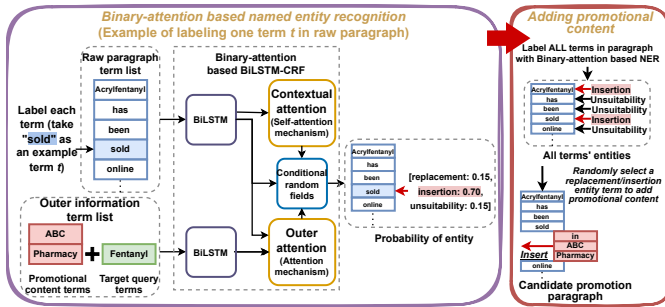 Binary-attention based named entity recognition
(Example of labeling one term t in raw paragraph)
Raw paragraph
term list
Acrylfentanyl
has
been
sold
online
Label each
term (take
"sold" as
an example
term t)
Outer information
term list
ABC
Pharmacy
Fentanyl
Promotional
content terms
Target query
terms
Binary-attention
based BiLSTM-CRF
BiLSTM
BiLSTM
Contextual
attention
(Self-attention
mechanism)
Conditional
random
fields
Outer
attention
(Attention
mechanism)
Acrylfentanyl
has
been
sold
online
[replacement: 0.15,
insertion: 0.70,
unsuitability: 0.15]
Probability of entity
Adding promotional
content
Label ALL terms in paragraph
with Binary-attention based NER
Acrylfentanyl
has
been
sold
online
Insertion
Unsuitability
Unsuitability
Insertion
Unsuitability
All terms' entities
Randomly select a
replacement/insertion
entity term to add
promotional content
Acrylfentanyl
has
been
sold
in
ABC
Pharmacy
Insert
online
Candidate promotion
paragraph